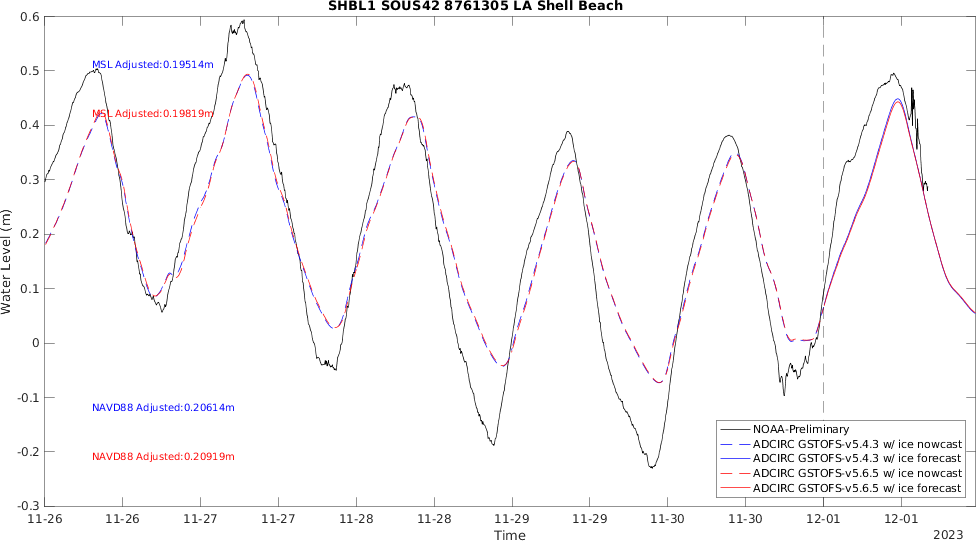 SHBL1 SOUS42 8761305 LA Shell Beach
0.6
0.5
0.4
0.3
0.2
0.1
0
-0.1
-0.2
-0.3
Water Level (m)
MSL Adjusted:0.19514m
MSL Adjusted:0.19819m
NAVD88 Adjusted:0.20614m
NAVD88 Adjusted:0.20919m
NOAA-Preliminary
ADCIRC GSTOFS-v5.4.3 w/ice nowcast
ADCIRC GSTOFS-v5.4.3 w/ice forecast
ADCIRC GSTOFS-v5.6.5 w/ice nowcast
ADCIRC GSTOFS-v5.6.5 w/ice forecast
11-26 11-26 11-27 11-27 11-28 11-28 11-29 11-29 11-30 11-30 12-01 12-01
Time
2023